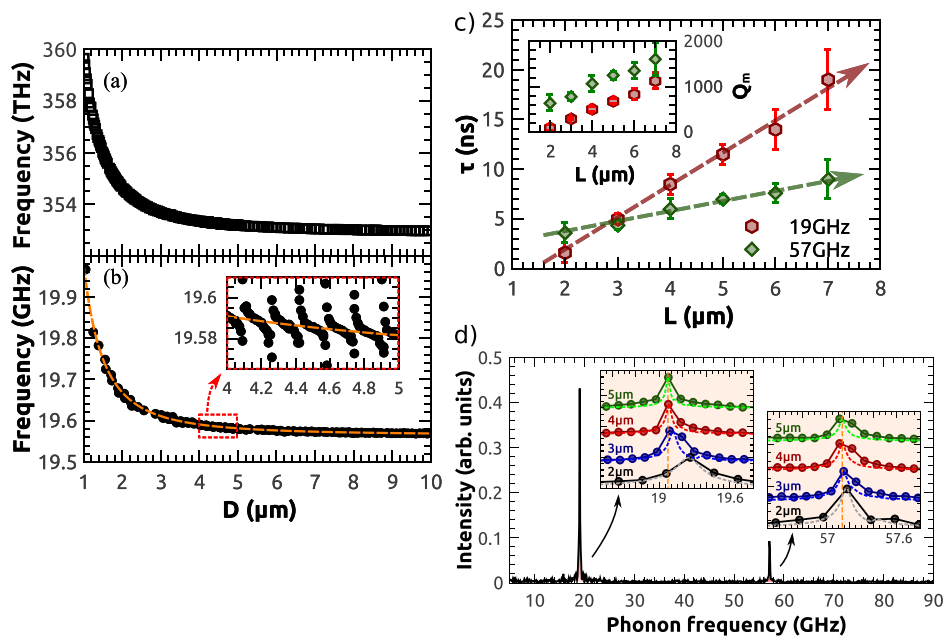 (a)
Frequency (THz)
360
358
356
354
(b)
Frequency (GHz)
19.9
19.8
19.7
19.6
19.5
19.6
19.58
4 4.2 4.4 4.6 4.8 5
1 2 3 4 5 6 7 8 9 10
D (µm)
c)
τ (ns)
25
20
15
10
5
0
2000
1000
0
Qm
2 4 6 8
L (µm)
19GHz
57GHz
1 2 3 4 5 6 7 8
L (µm)
d)
Intensity (arb. units)
0.5
0.4
0.3
0.2
0.1
0
5µm
4µm
3µm
2µm
19 19.6
5µm
4µm
3µm
2µm
57 57.6
10 20 30 40 50 60 70 80 90
Phonon frequency (GHz)